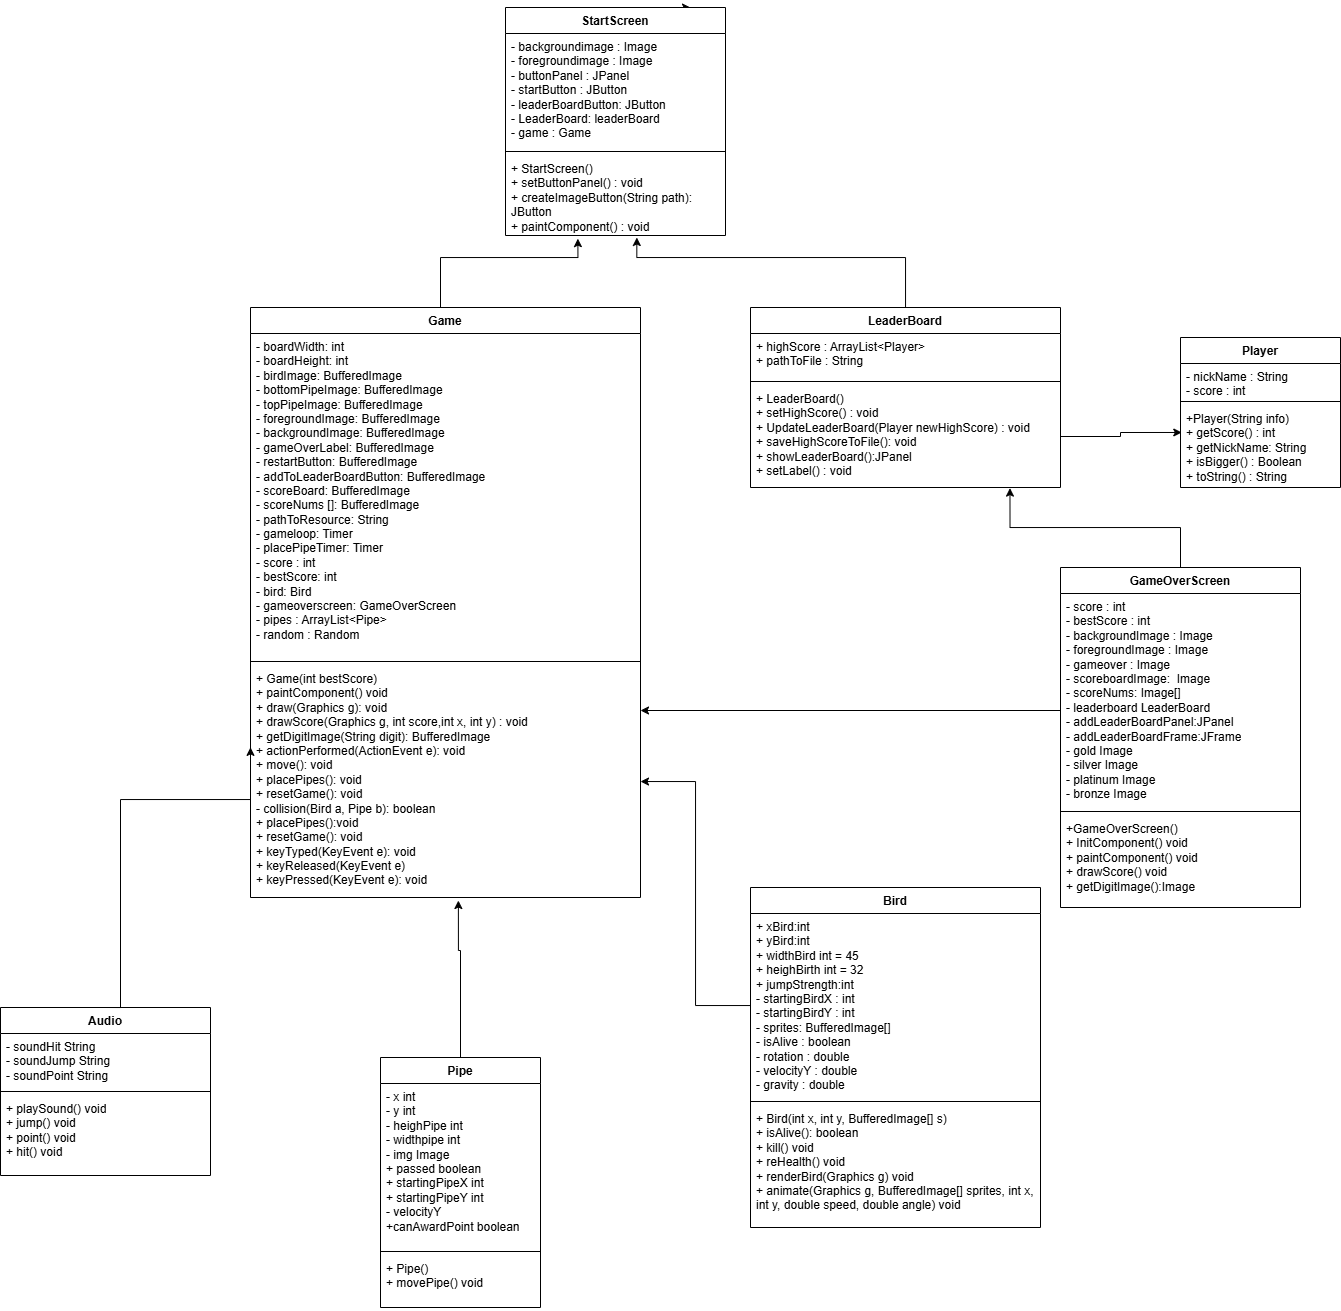 StartScreen
- backgroundimage : Image
- foregroundimage : Image
- buttonPanel : JPanel
- startButton : JButton
- leaderBoardButton: JButton
- LeaderBoard: leaderBoard
- game : Game
+ StartScreen()
+ setButtonPanel() : void
+ createImageButton(String path):
JButton
+ paintComponent() : void
Game
- boardWidth: int
- boardHeight: int
- birdImage: BufferedImage
- bottomPipeImage: BufferedImage
- topPipeImage: BufferedImage
- foregroundImage: BufferedImage
- backgroundImage: BufferedImage
- gameOverLabel: BufferedImage
- restartButton: BufferedImage
- addToLeaderBoardButton: BufferedImage
- scoreBoard: BufferedImage
- scoreNums []: BufferedImage
- pathToResource: String
- gameloop: Timer
- placePipeTimer: Timer
- score : int
- bestScore: int
- bird: Bird
- gameoverscreen: GameOverScreen
- pipes : ArrayList<Pipe>
- random : Random
+ Game(int bestScore)
+ paintComponent() void
+ draw(Graphics g): void
+ drawScore(Graphics g, int score,int x, int y) : void
+ getDigitImage(String digit): BufferedImage
+ actionPerformed(ActionEvent e): void
+ move(): void
+ placePipes(): void
+ resetGame(): void
- collision(Bird a, Pipe b): boolean
+ placePipes():void
+ resetGame(): void
+ keyTyped(KeyEvent e): void
+ keyReleased(KeyEvent e)
+ keyPressed(KeyEvent e): void
LeaderBoard
+ highScore : ArrayList<Player>
+ pathToFile : String
+ LeaderBoard()
+ setHighScore() : void
+ UpdateLeaderBoard(Player newHighScore) : void
+ saveHighScoreToFile(): void
+ showLeaderBoard():JPanel
+ setLabel() : void
Player
- nickName : String
- score : int
+Player(String info)
+ getScore() : int
+ getNickName: String
+ isBigger() : Boolean
+ toString() : String
GameOverScreen
- score : int
- bestScore : int
- backgroundImage : Image
- foregroundImage : Image
- gameover : Image
- scoreboardImage:  Image
- scoreNums: Image[]
- leaderboard LeaderBoard
- addLeaderBoardPanel:JPanel
- addLeaderBoardFrame:JFrame
- gold Image
- silver Image
- platinum Image
- bronze Image
+GameOverScreen()
+ InitComponent() void
+ paintComponent() void
+ drawScore() void
+ getDigitImage():Image
Bird
+ xBird:int
+ yBird:int
+ widthBird int = 45
+ heighBirth int = 32
+ jumpStrength:int
- startingBirdX : int
- startingBirdY : int
- sprites: BufferedImage[]
- isAlive : boolean
- rotation : double
- velocityY : double
- gravity : double
+ Bird(int x, int y, BufferedImage[] s)
+ isAlive(): boolean
+ kill() void
+ reHealth() void
+ renderBird(Graphics g) void
+ animate(Graphics g, BufferedImage[] sprites, int x,
int y, double speed, double angle) void
Audio
- soundHit String
- soundJump String
- soundPoint String
+ playSound() void
+ jump() void
+ point() void
+ hit() void
Pipe
- x int
- y int
- heighPipe int
- widthpipe int
- img Image
+ passed boolean
+ startingPipeX int
+ startingPipeY int
- velocityY
+canAwardPoint boolean
+ Pipe()
+ movePipe() void